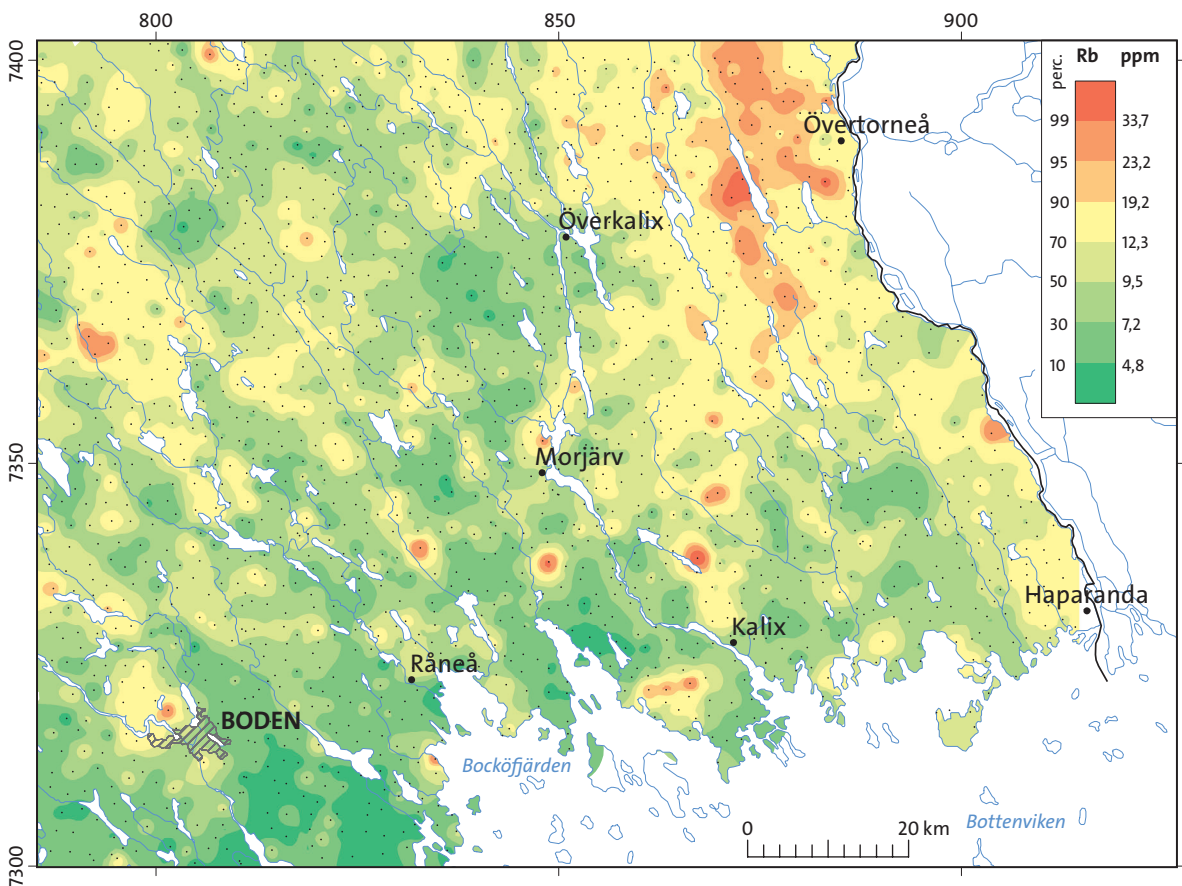 800 850 900
7400
7350
7300
perc. Rb ppm
99 33,7
95 23,2
90 19,2
70 12,3
50 9,5
30 7,2
10 4,8
Övertorneå
Överkalix
Morjärv
Haparanda
Kalix
Råneå
BODEN
Bocköfjärden
0 20 km
Bottenviken